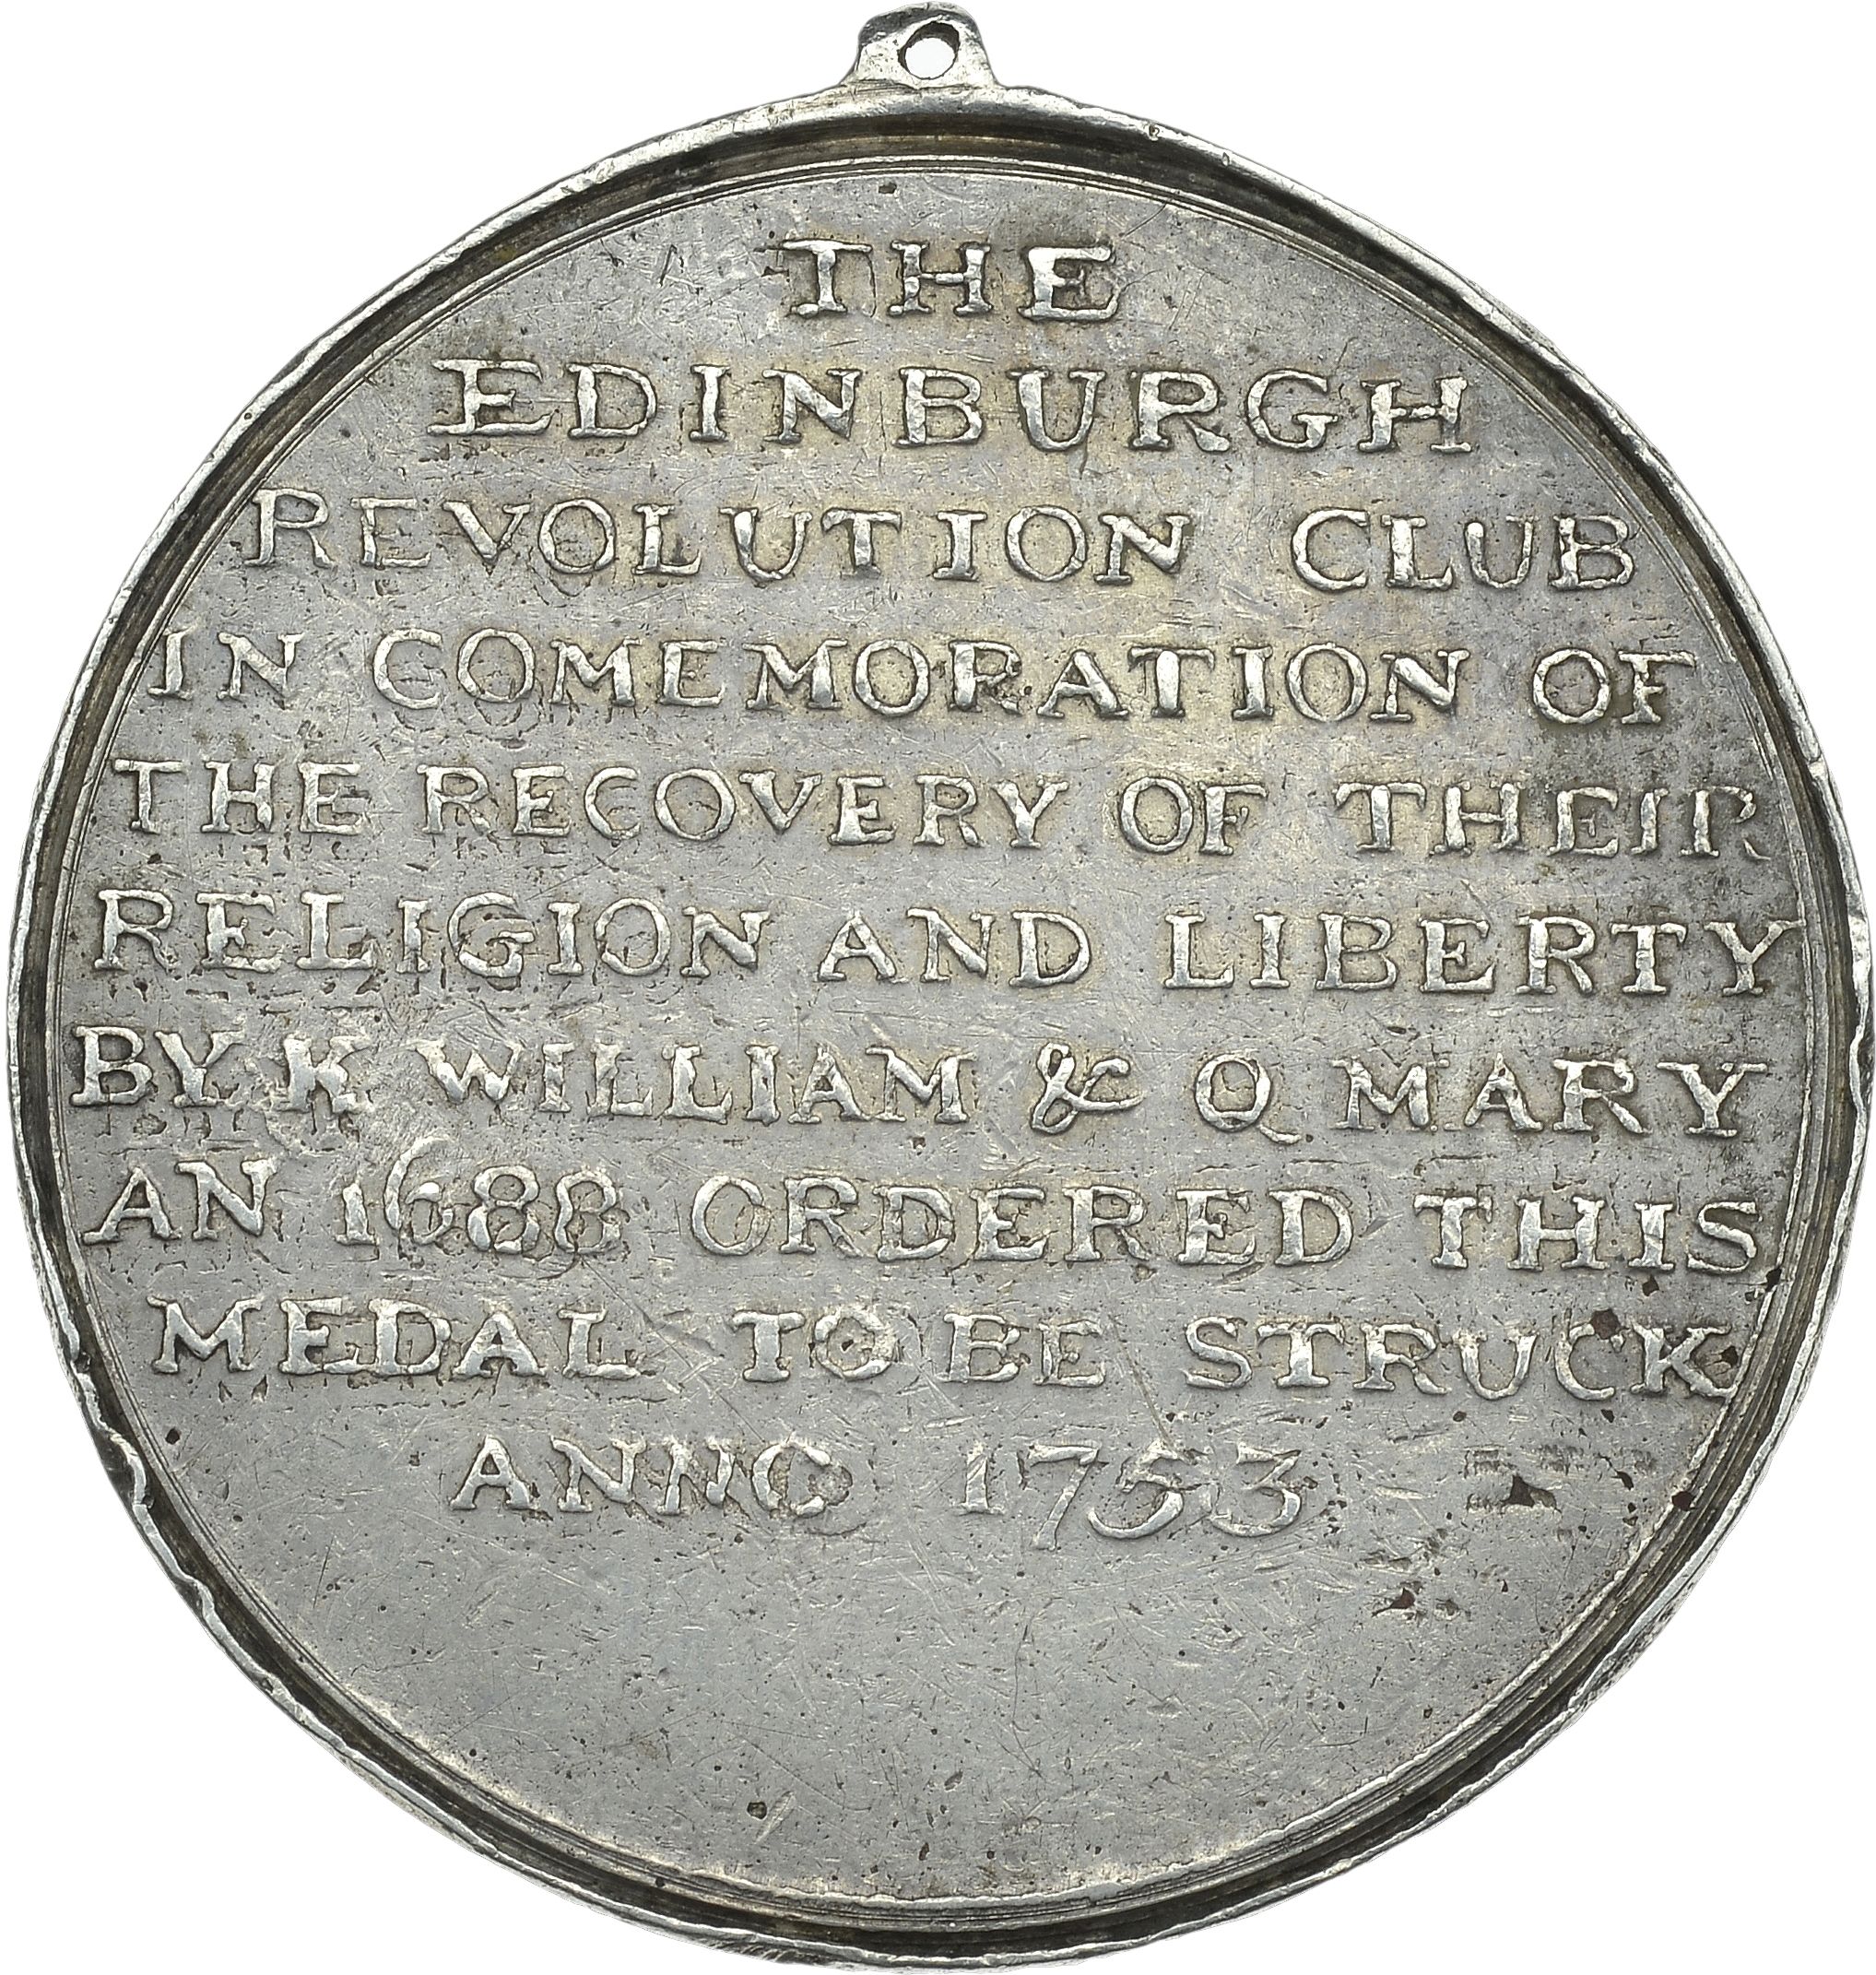 THE
EDINBURGH
REVOLUTION CLUB
IN COMEMORATION OF
THE RECOVERY OF THEIR
RELIGION AND LIBERTY
BY K WILLIAM & Q MARY
AN 1688 ORDERED THIS
MEDAL TO BE STRUCK
ANNO 1753